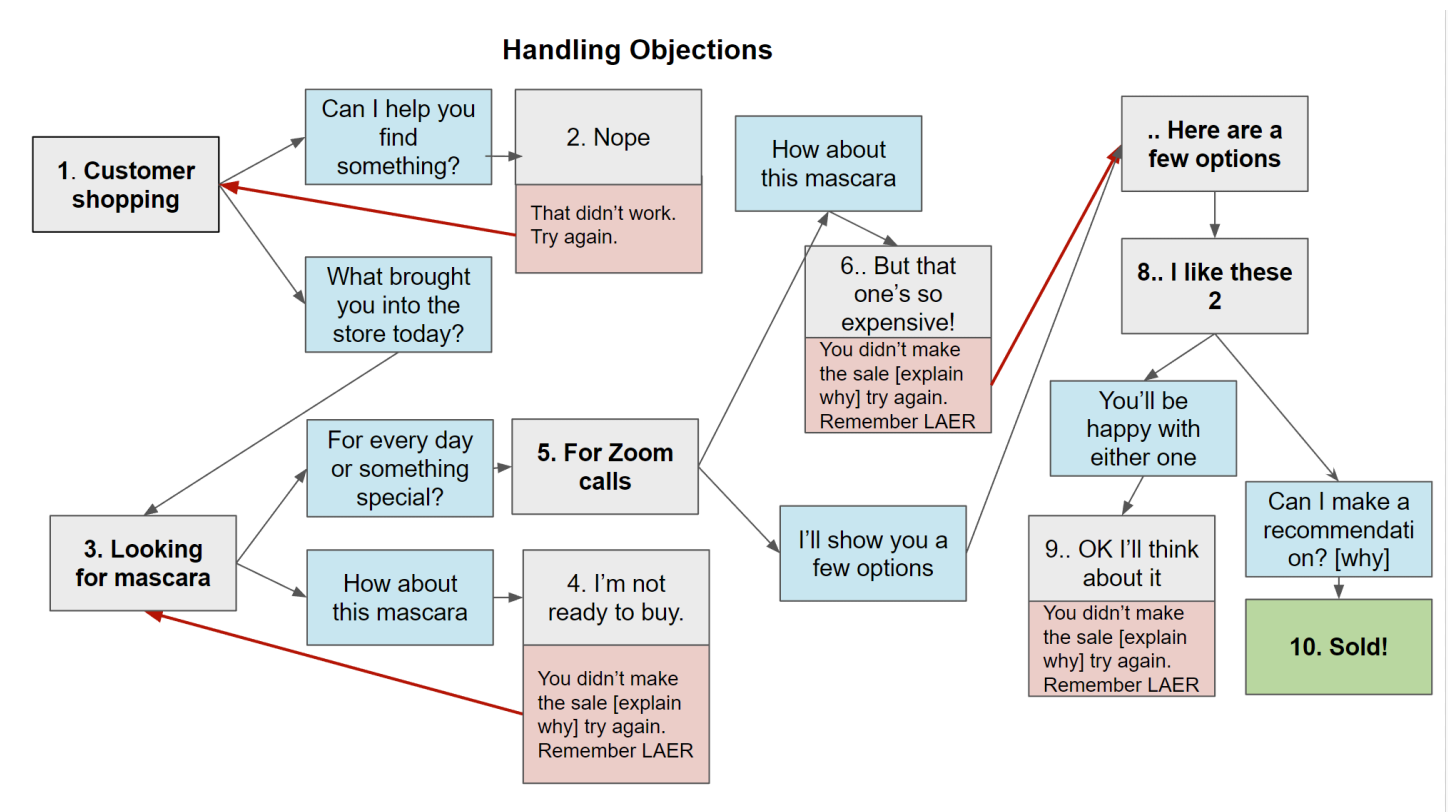 Handling Objections
1. Customer
shopping
Can I help you
find
something?
2. Nope
That didn't work.
Try again.
What brought
you into the
store today?
3. Looking
for mascara
For every day
or something
special?
How about
this mascara
4. I'm not
ready to buy.
You didn't make
the sale [explain
why] try again.
Remember LAER
5. For Zoom
calls
How about
this mascara
6.. But that
one's so
expensive!
You didn't make
the sale [explain
why] try again.
Remember LAER
I'll show you a
few options
.. Here are a
few options
8.. I like these
2
You'll be
happy with
either one
9.. OK I'll think
about it
You didn't make
the sale [explain
why] try again.
Remember LAER
Can I make a
recommendati
on? [why]
10. Sold!